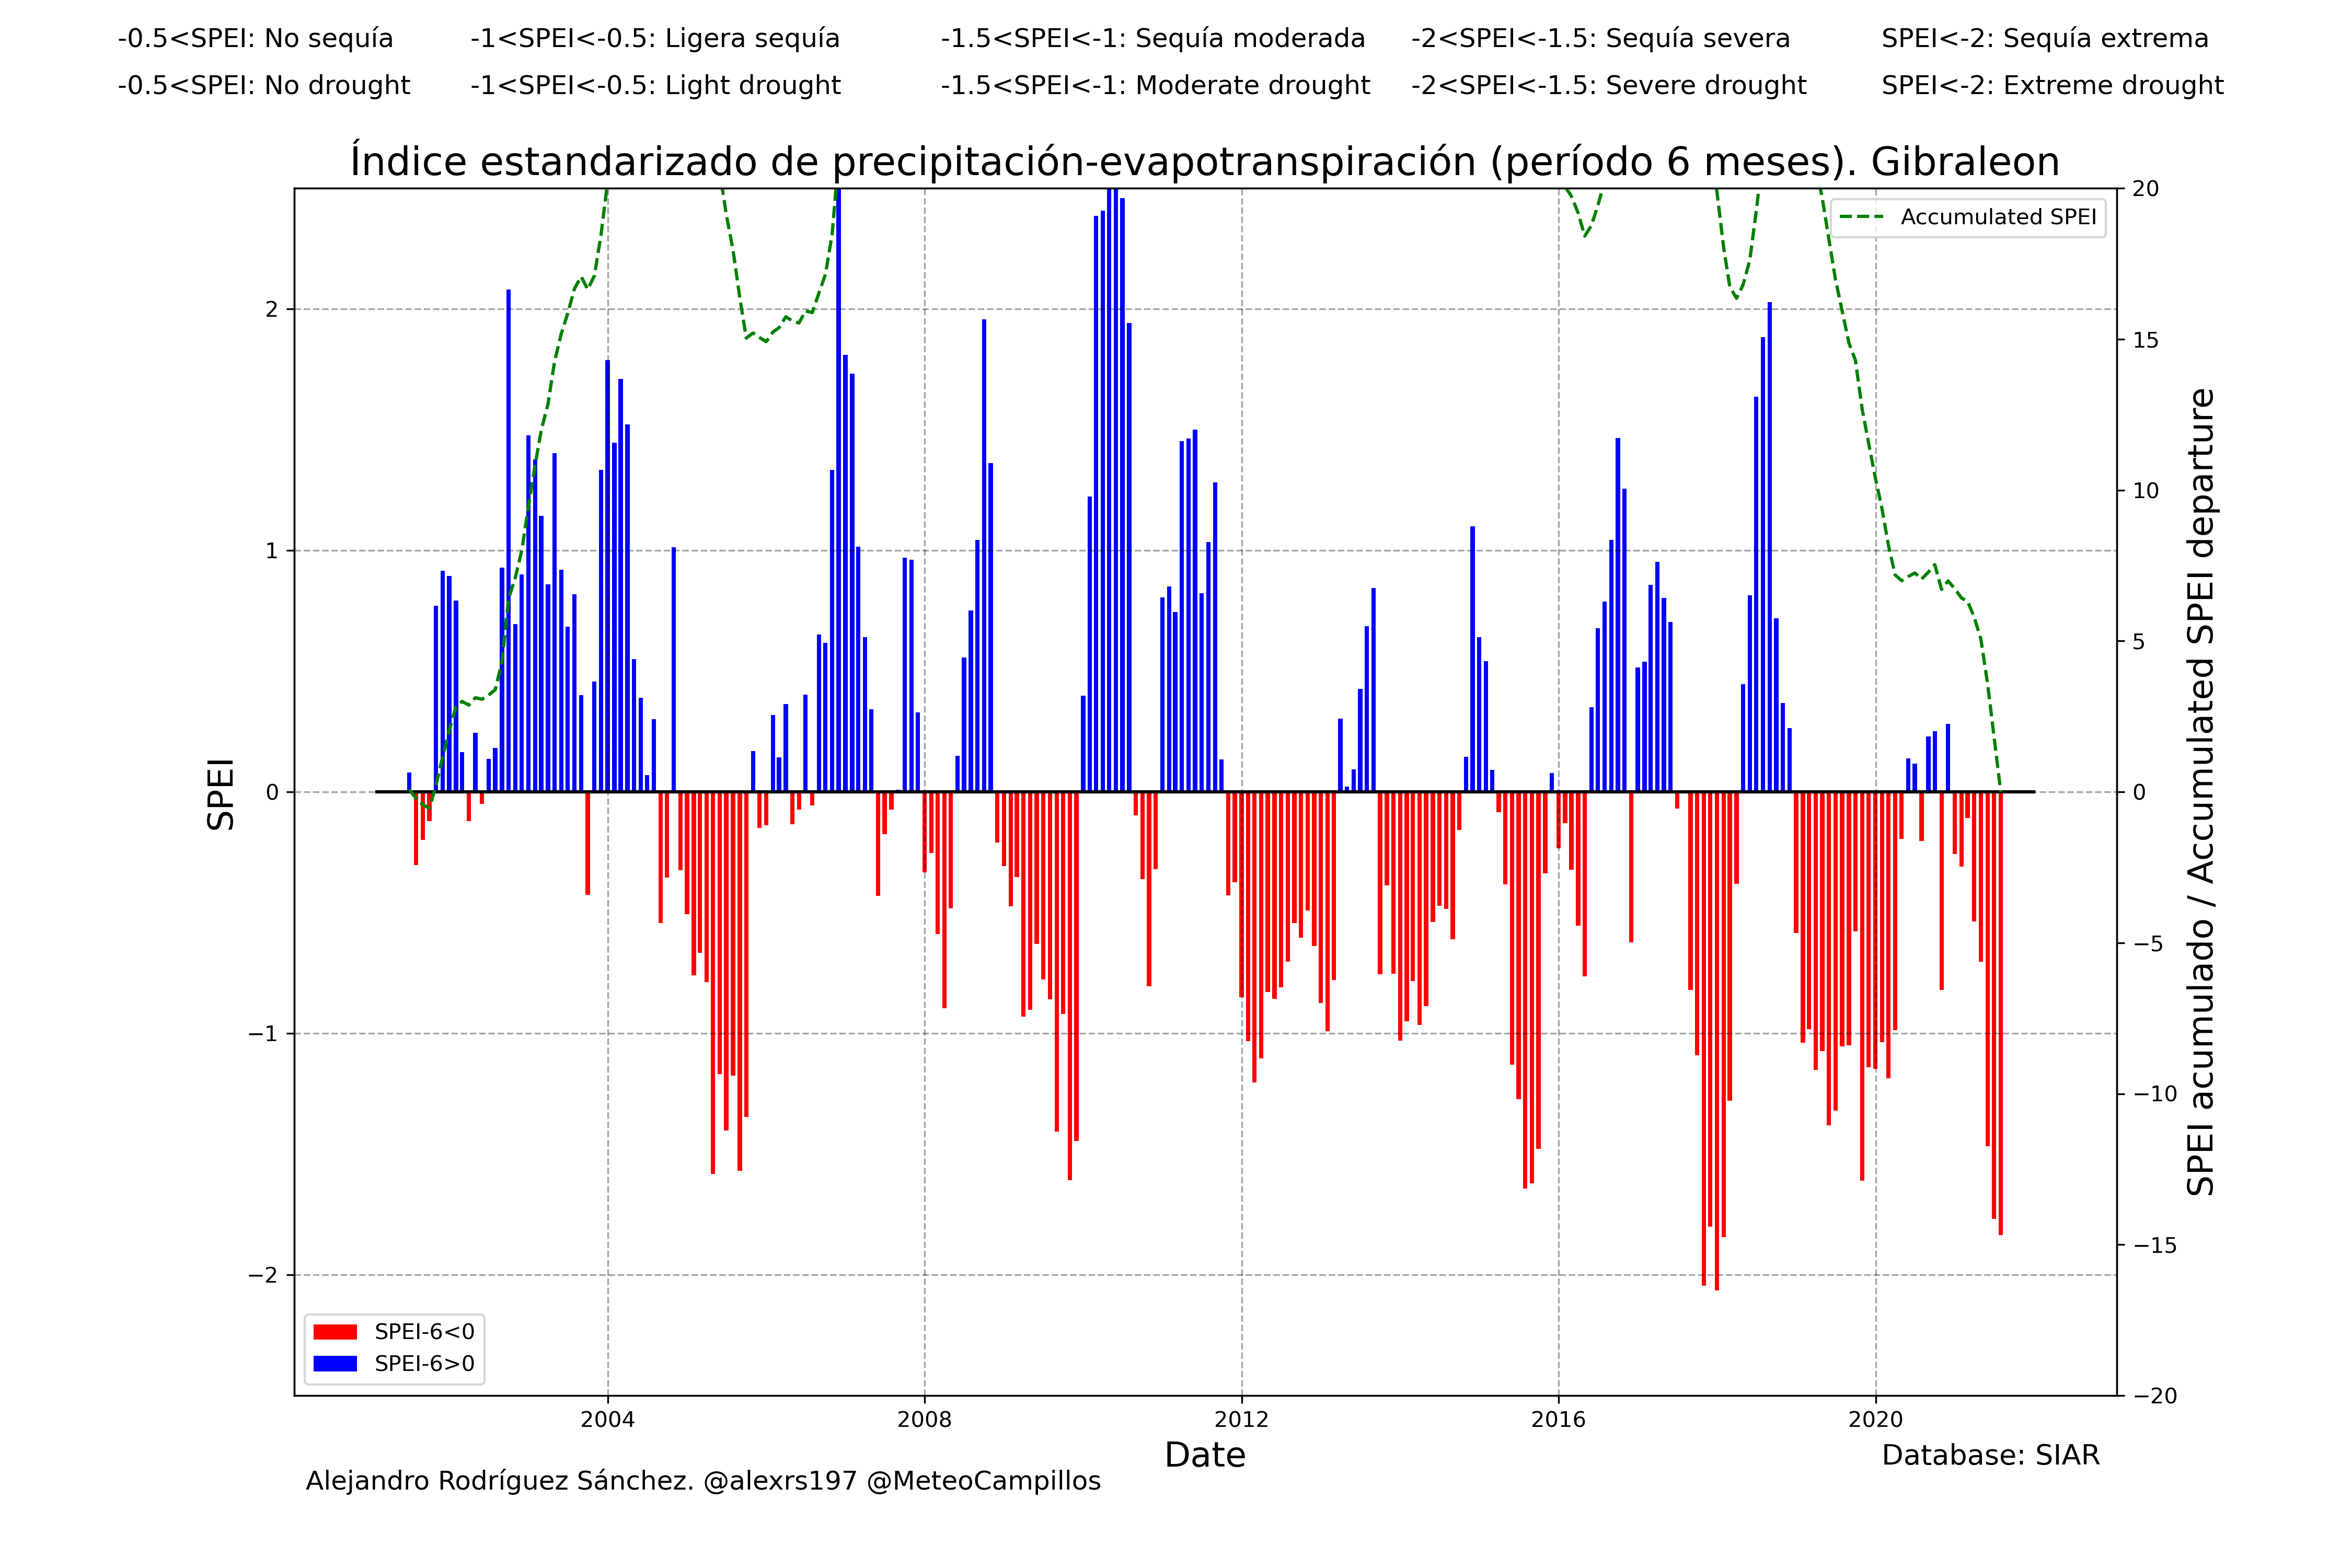 -0.5<SPEI: No sequía
-1<SPEI<-0.5: Ligera sequía
-1.5<SPEI<-1: Sequía moderada
-2<SPEI<-1.5: Sequía severa
SPEI<-2: Sequía extrema
-0.5<SPEI: No drought
-1<SPEI<-0.5: Light drought
-1.5<SPEI<-1: Moderate drought
-2<SPEI<-1.5: Severe drought
SPEI<-2: Extreme drought
Índice estandarizado de precipitación-evapotranspiración (período 6 meses). Gibraleon
Accumulated SPEI
SPEI
2
1
0
−1
−2
20
15
10
5
0
−5
−10
−15
−20
SPEI acumulado / Accumulated SPEI departure
SPEI-6<0
SPEI-6>0
2004
2008
2012
2016
2020
Date
Database: SIAR
Alejandro Rodríguez Sánchez. @alexrs197 @MeteoCampillos